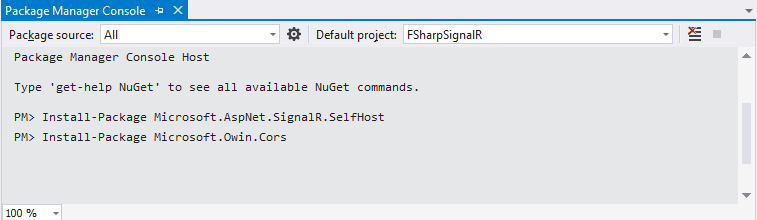 Package Manager Console
Package source: All Default project: FSharpSignalR
Package Manager Console Host
Type 'get-help NuGet' to see all available NuGet commands.
PM> Install-Package Microsoft.AspNet.SignalR.SelfHost
PM> Install-Package Microsoft.Owin.Cors
100 %